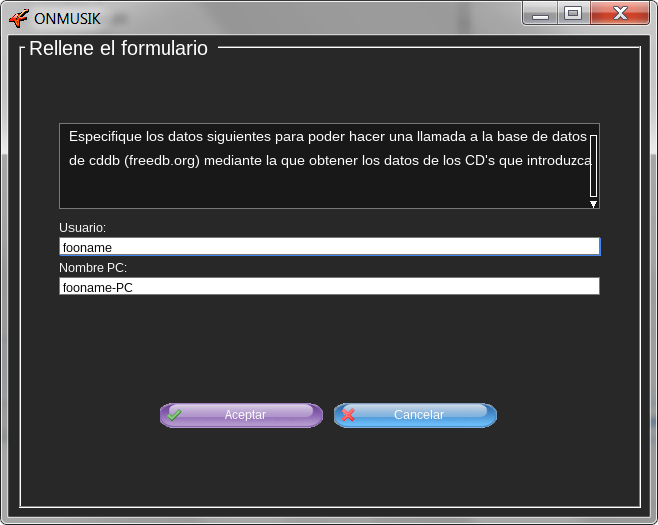 ONMUSIK
Rellene el formulario
Especifique los datos siguientes para poder hacer una llamada a la base de datos
de cddb (freedb.org) mediante la que obtener los datos de los CD's que introduzca
Usuario:
fooname
Nombre PC:
fooname-PC
Aceptar
Cancelar